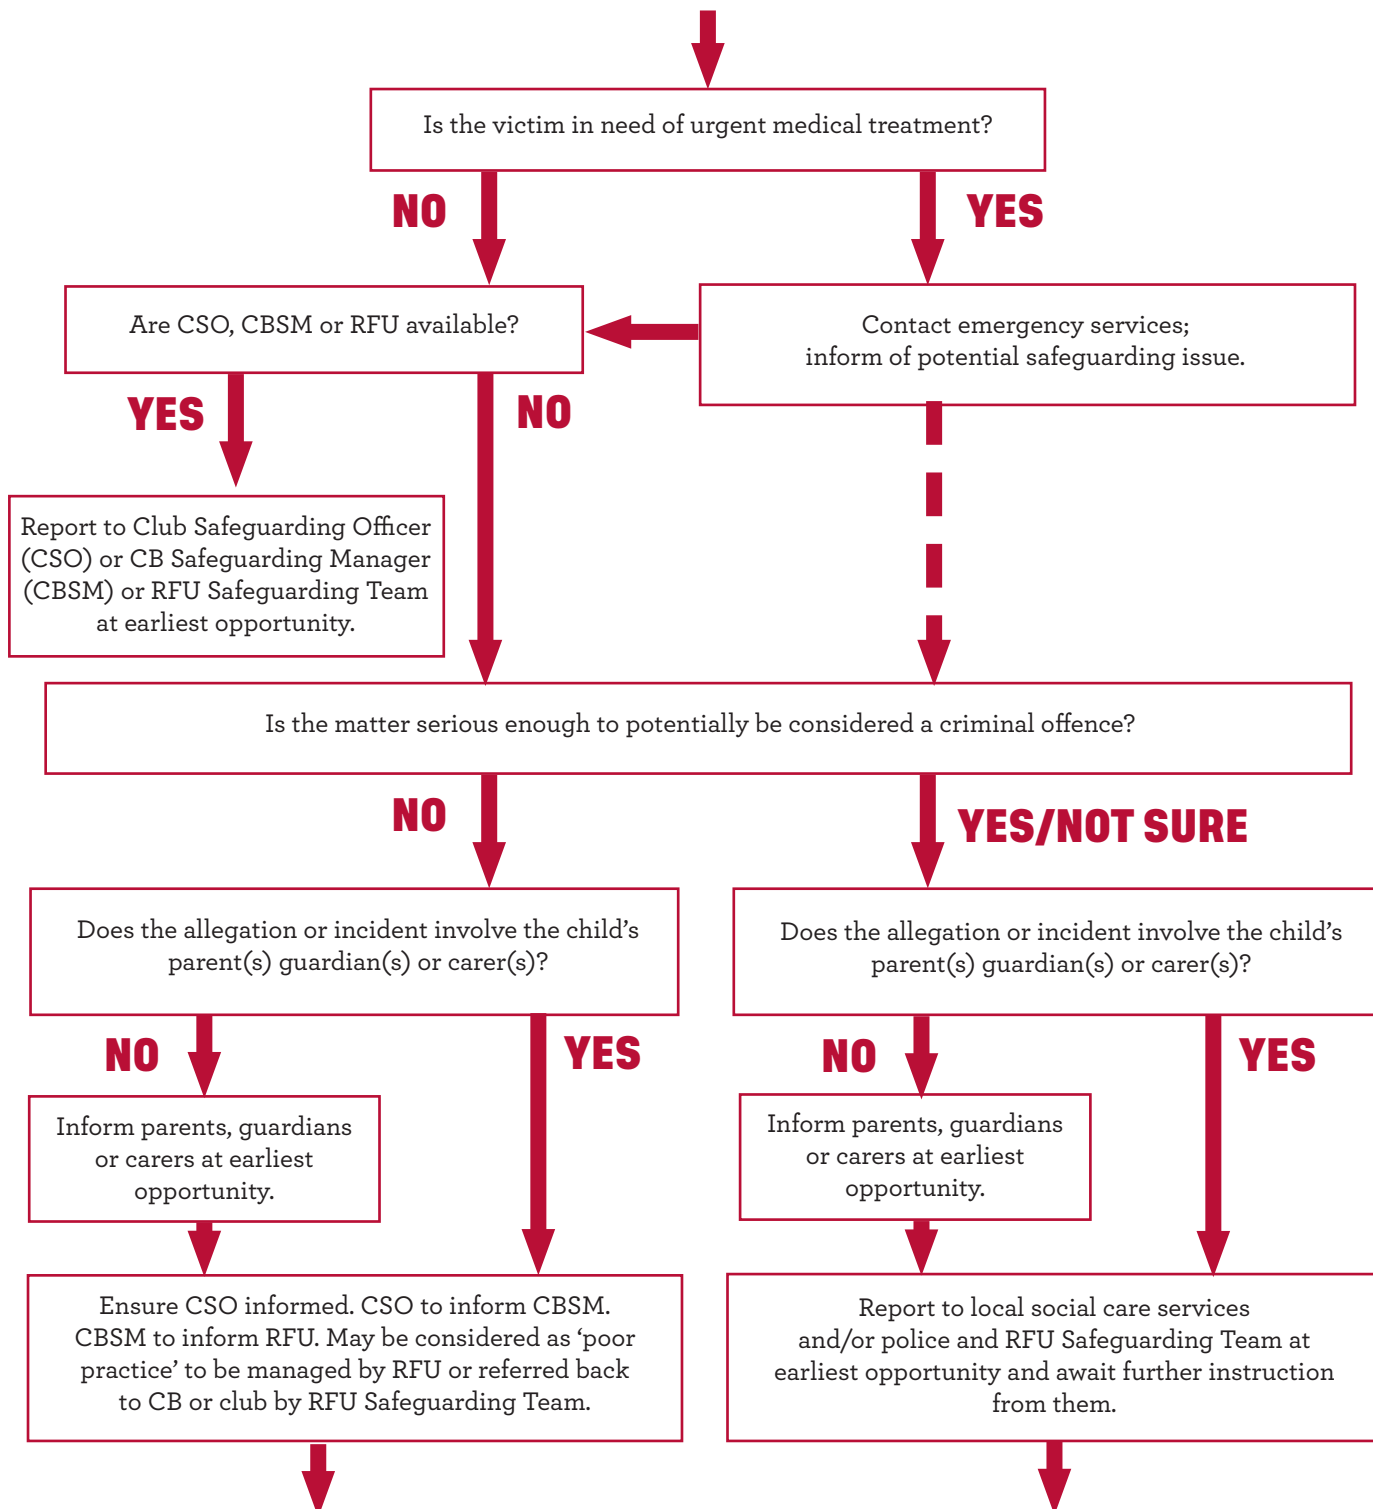 Is the victim in need of urgent medical treatment?
NO
YES
Are CSO, CBSM or RFU available?
Contact emergency services;
inform of potential safeguarding issue.
YES
NO
Report to Club Safeguarding Officer
(CSO) or CB Safeguarding Manager
(CBSM) or RFU Safeguarding Team
at earliest opportunity.
Is the matter serious enough to potentially be considered a criminal offence?
NO
YES/NOT SURE
Does the allegation or incident involve the child’s
parent(s) guardian(s) or carer(s)?
Does the allegation or incident involve the child’s
parent(s) guardian(s) or carer(s)?
NO
YES
NO
YES
Inform parents, guardians
or carers at earliest
opportunity.
Inform parents, guardians
or carers at earliest
opportunity.
Ensure CSO informed. CSO to inform CBSM.
CBSM to inform RFU. May be considered as ‘poor
practice’ to be managed by RFU or referred back
to CB or club by RFU Safeguarding Team.
Report to local social care services
and/or police and RFU Safeguarding Team at
earliest opportunity and await further instruction
from them.